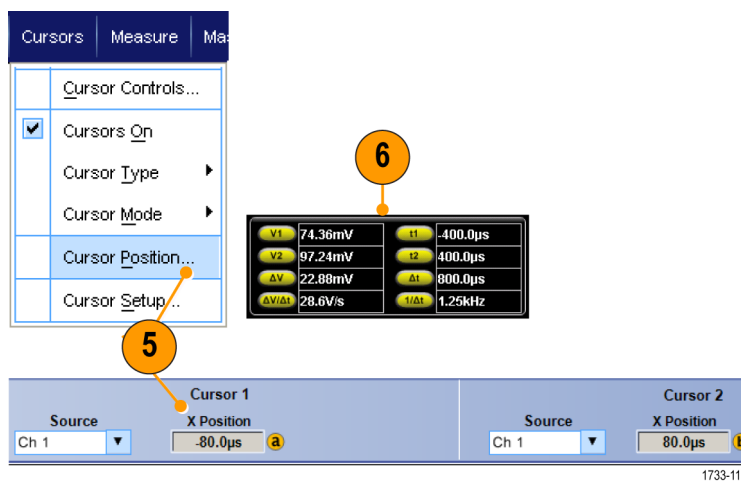 Cursors Measure Ma
Cursor Controls...
Cursors On
Cursor Type
Cursor Mode
Cursor Position...
Cursor Setup...
6
V1 74.36mV t1 -400.0µs
V2 97.24mV t2 400.0µs
ΔV 22.88mV Δt 800.0µs
ΔV/Δt 28.6V/s 1/Δt 1.25kHz
5
Cursor 1 Cursor 2
Source X Position Source X Position
Ch 1 -80.0µs a Ch 1 80.0µs b
1733-11